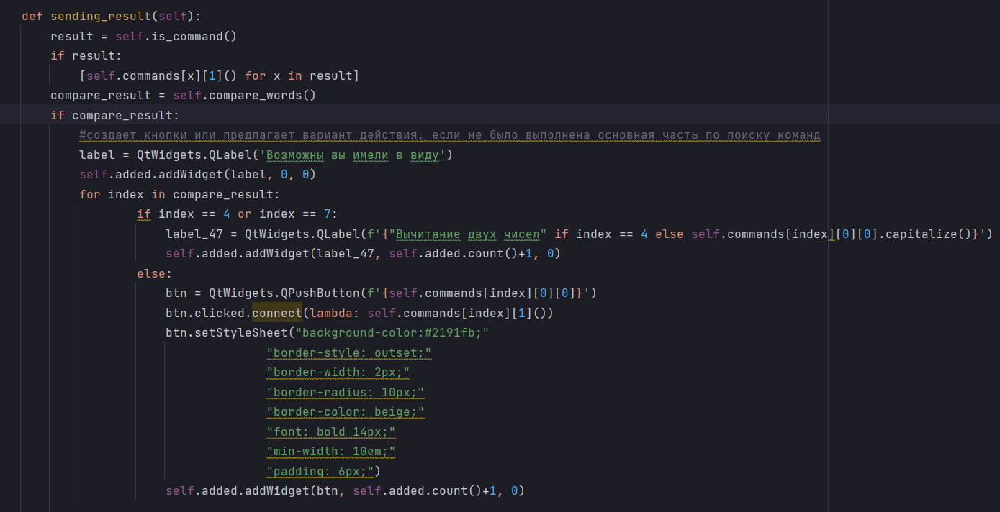 def sending_result(self):
    result = self.is_command()
    if result:
        [self.commands[x][1]() for x in result]
    compare_result = self.compare_words()
    if compare_result:
        #создает кнопки или предлагает вариант действия, если не было выполнена основная часть по поиску команд
        label = QtWidgets.QLabel('Возможны вы имели в виду')
        self.added.addWidget(label, 0, 0)
        for index in compare_result:
                if index == 4 or index == 7:
                    label_47 = QtWidgets.QLabel(f'{"Вычитание двух чисел" if index == 4 else self.commands[index][0][0].capitalize()}')
                    self.added.addWidget(label_47, self.added.count()+1, 0)
                else:
                    btn = QtWidgets.QPushButton(f'{self.commands[index][0][0]}')
                    btn.clicked.connect(lambda: self.commands[index][1]())
                    btn.setStyleSheet("background-color:#2191fb;"
                                  "border-style: outset;"
                                  "border-width: 2px;"
                                  "border-radius: 10px;"
                                  "border-color: beige;"
                                  "font: bold 14px;"
                                  "min-width: 10em;"
                                  "padding: 6px;")
                    self.added.addWidget(btn, self.added.count()+1, 0)